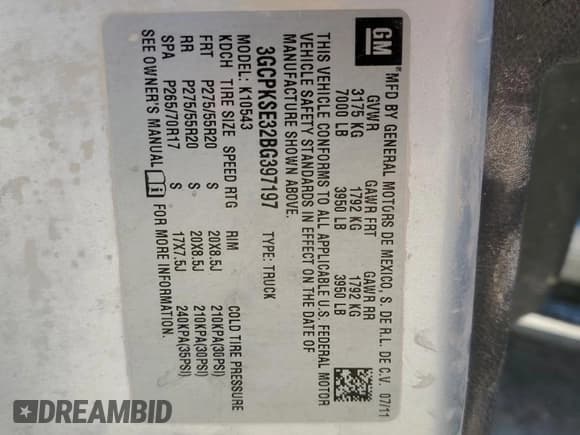 GM
MFD BY GENERAL MOTORS DE MEXICO, S. DE R.L. DE C.V. 07/11
GVWR GAWR FRT GAWR RR
3175 KG 1792 KG 1792 KG
7000 LB 3950 LB 3950 LB
THIS VEHICLE CONFORMS TO ALL APPLICABLE U.S. FEDERAL MOTOR
VEHICLE SAFETY STANDARDS IN EFFECT ON THE DATE OF
MANUFACTURE SHOWN ABOVE.
3GCPKSE32BG397197 TYPE: TRUCK
MODEL: K10543
KDCH TIRE SIZE SPEED RTG RIM COLD TIRE PRESSURE
FRT P275/55R20 S 20X8.5J 210KPA(30PSI)
RR P275/55R20 S 20X8.5J 210KPA(30PSI)
SPA P265/70R17 S 17X7.5J 240KPA(35PSI)
SEE OWNER'S MANUAL FOR MORE INFORMATION.
DREAMBID